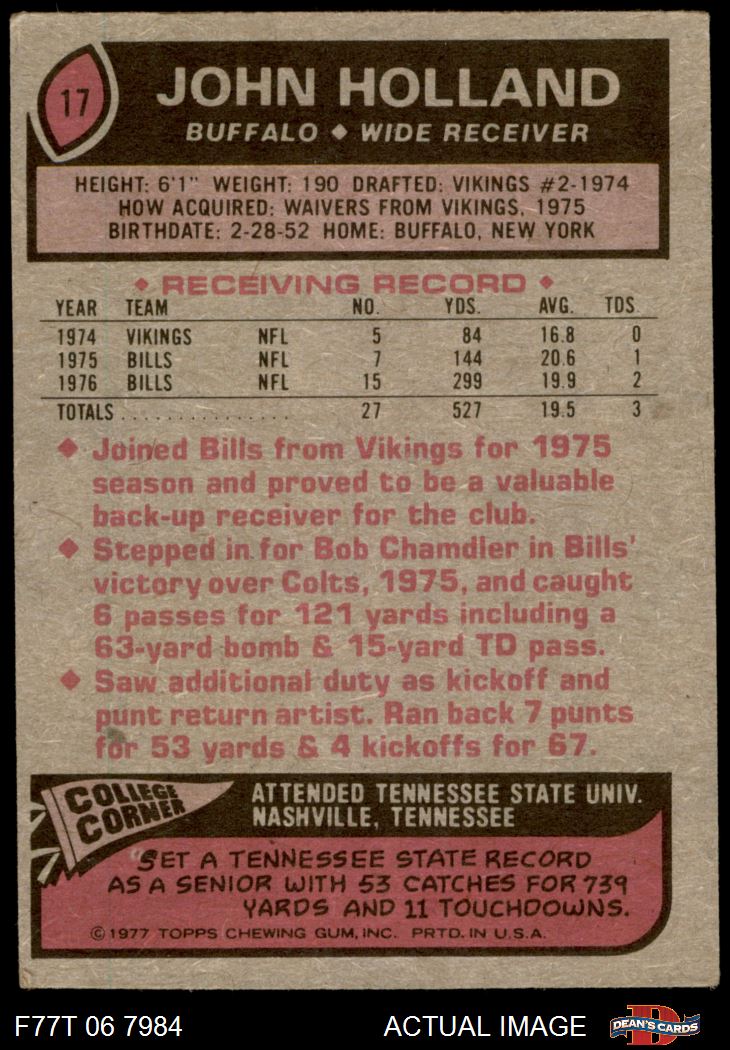 17
JOHN HOLLAND
BUFFALO ♦ WIDE RECEIVER
HEIGHT: 6'1" WEIGHT: 190 DRAFTED: VIKINGS #2-1974
HOW ACQUIRED: WAIVERS FROM VIKINGS, 1975
BIRTHDATE: 2-28-52 HOME: BUFFALO, NEW YORK
♦ RECEIVING RECORD ♦
YEAR TEAM NO. YDS. AVG. TDS.
1974 VIKINGS NFL 5 84 16.8 0
1975 BILLS NFL 7 144 20.6 1
1976 BILLS NFL 15 299 19.9 2
TOTALS . . . . . . . . . . . . . . . 27 527 19.5 3
♦ Joined Bills from Vikings for 1975
season and proved to be a valuable
back-up receiver for the club.
♦ Stepped in for Bob Chamdler in Bills'
victory over Colts, 1975, and caught
6 passes for 121 yards including a
63-yard bomb & 15-yard TD pass.
♦ Saw additional duty as kickoff and
punt return artist. Ran back 7 punts
for 53 yards & 4 kickoffs for 67.
COLLEGE
CORNER
ATTENDED TENNESSEE STATE UNIV.
NASHVILLE, TENNESSEE
SET A TENNESSEE STATE RECORD
AS A SENIOR WITH 53 CATCHES FOR 739
YARDS AND 11 TOUCHDOWNS.
© 1977 TOPPS CHEWING GUM, INC. PRTD. IN U.S.A.
F77T 06 7984 ACTUAL IMAGE
D
DEAN'S CARDS